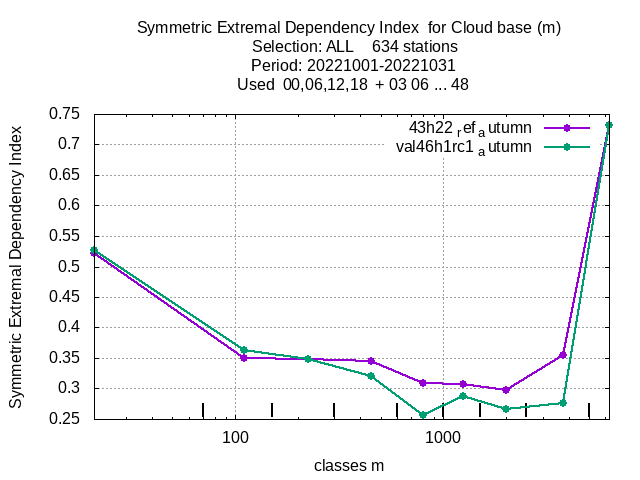 Symmetric Extremal Dependency Index  for Cloud base (m)
Selection: ALL    634 stations
Period: 20221001-20221031
Used  00,06,12,18  + 03 06 ... 48
Symmetric Extremal Dependency Index
0.75
0.7
0.65
0.6
0.55
0.5
0.45
0.4
0.35
0.3
0.25
43h22 ref autumn
val46h1rc1 autumn
100
1000
classes m